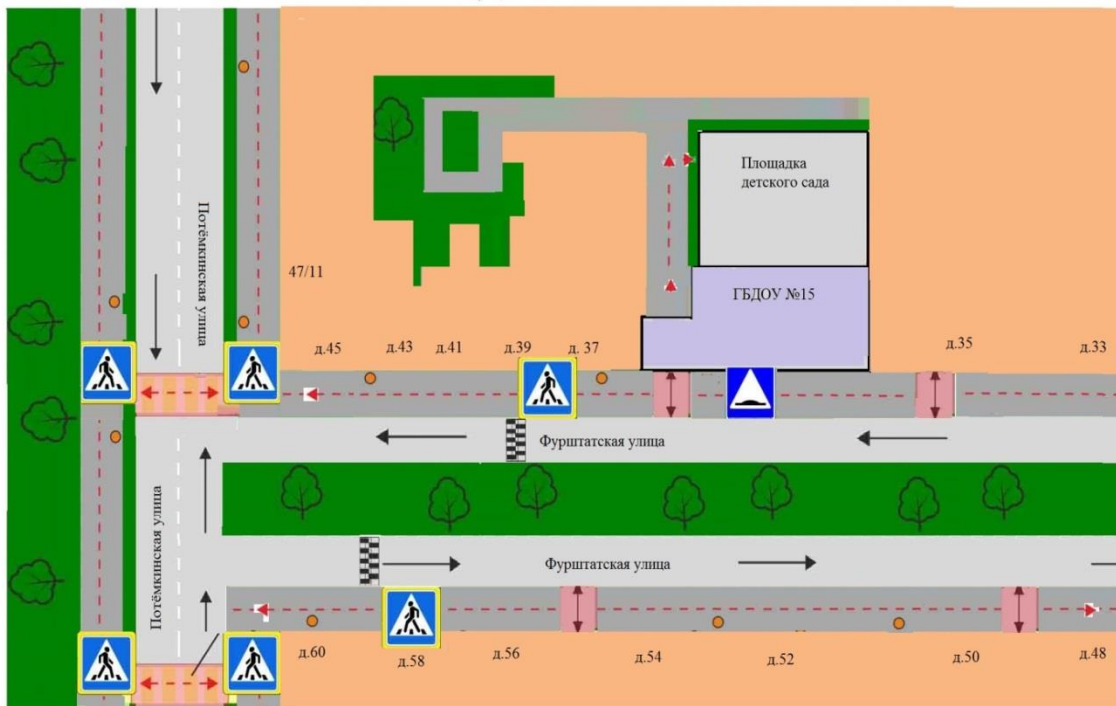 Площадка
детского сада
Потёмкинская улица
47/11
ГБДОУ №15
д.45
д.43
д.41
д.39
д. 37
д.35
д.33
Фурштатская улица
Потёмкинская улица
Фурштатская улица
д.60
д.58
д.56
д.54
д.52
д.50
д.48